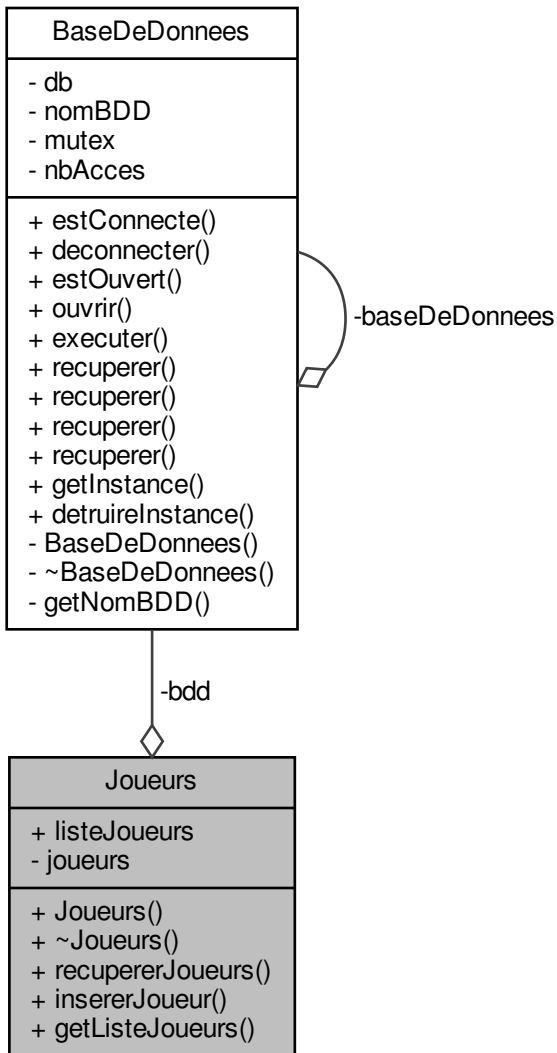 BaseDeDonnees
- db
- nomBDD
- mutex
- nbAcces
+ estConnecte()
+ deconnecter()
+ estOuvert()
+ ouvrir()
+ executer()
+ recuperer()
+ recuperer()
+ recuperer()
+ recuperer()
+ getInstance()
+ detruireInstance()
- BaseDeDonnees()
- ~BaseDeDonnees()
- getNomBDD()
-baseDeDonnees
-bdd
Joueurs
+ listeJoueurs
- joueurs
+ Joueurs()
+ ~Joueurs()
+ recupererJoueurs()
+ insererJoueur()
+ getListeJoueurs()